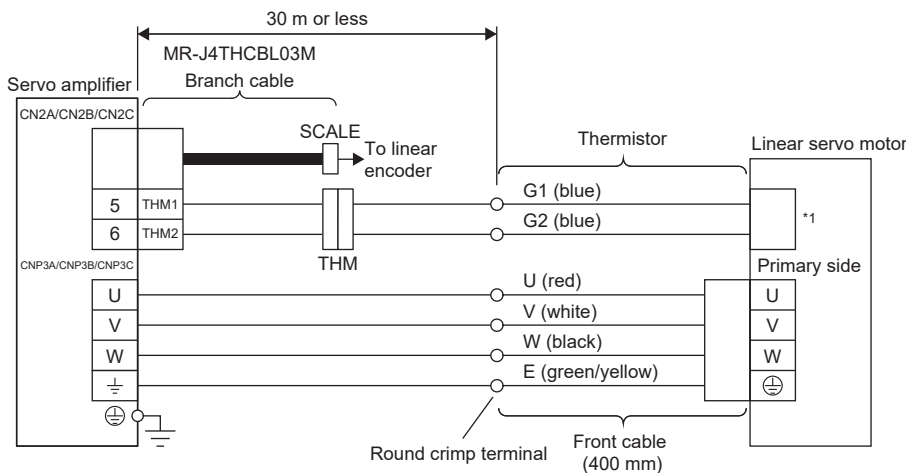 30 m or less
MR-J4THCBL03M
Branch cable
Servo amplifier
CN2A/CN2B/CN2C
SCALE
To linear
encoder
Thermistor
Linear servo motor
5 THM1
G1 (blue)
*1
6 THM2
G2 (blue)
THM
CNP3A/CNP3B/CNP3C
Primary side
U
U (red)
U
V
V (white)
V
W
W (black)
W
E (green/yellow)
Round crimp terminal
Front cable
(400 mm)